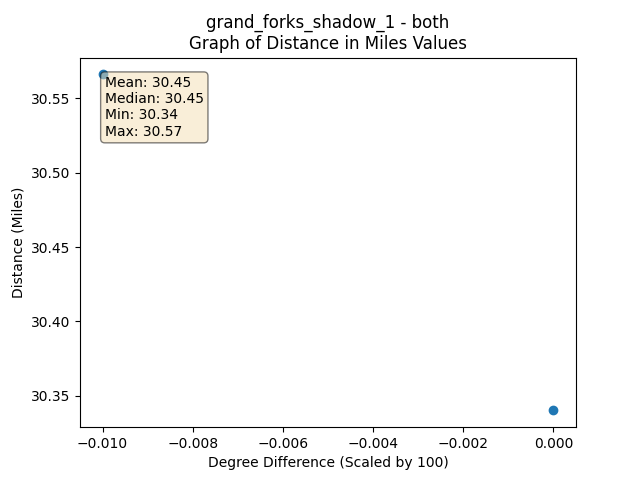 grand_forks_shadow_1 - both
Graph of Distance in Miles Values
Mean: 30.45
Median: 30.45
Min: 30.34
Max: 30.57
30.55
30.50
30.45
30.40
30.35
Distance (Miles)
−0.010 −0.008 −0.006 −0.004 −0.002 0.000
Degree Difference (Scaled by 100)